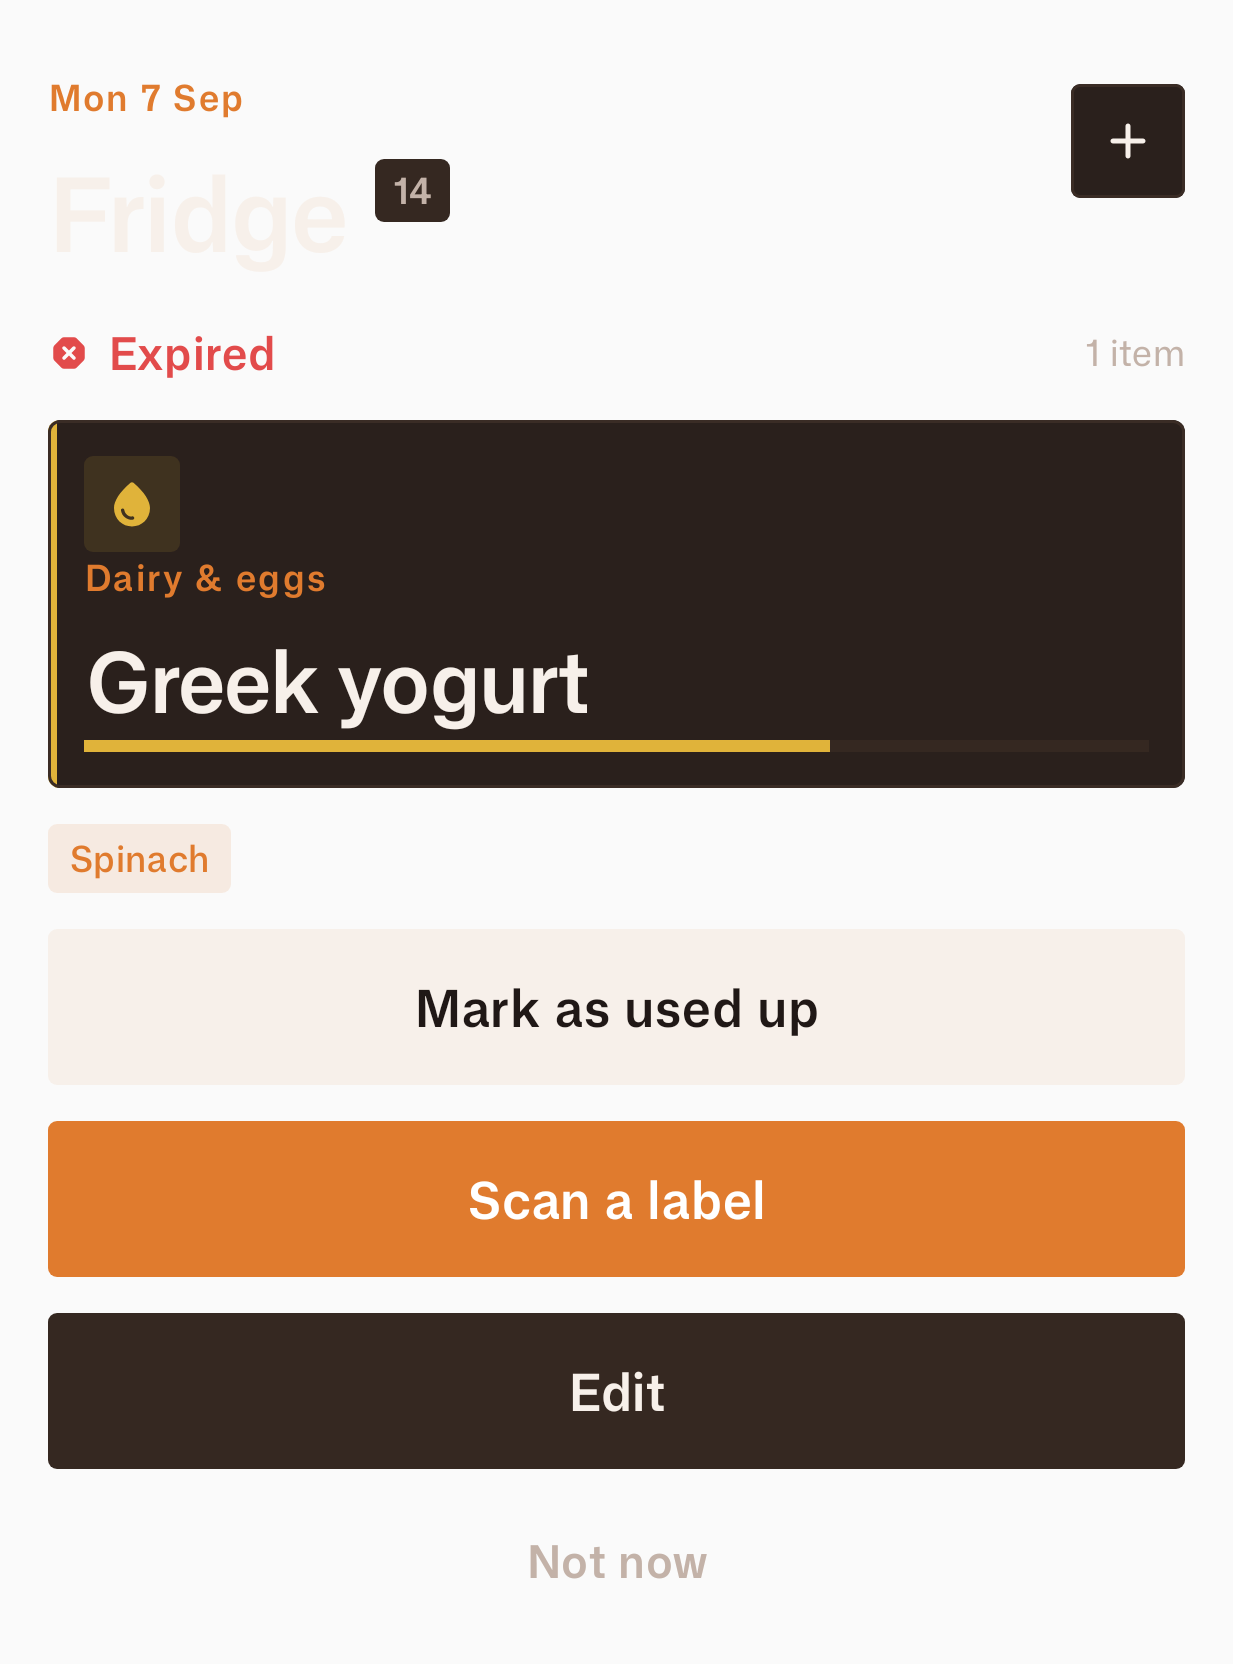 Mon 7 Sep
Fridge 14
Expired 1 item
Dairy & eggs
Greek yogurt
Spinach
Mark as used up
Scan a label
Edit
Not now